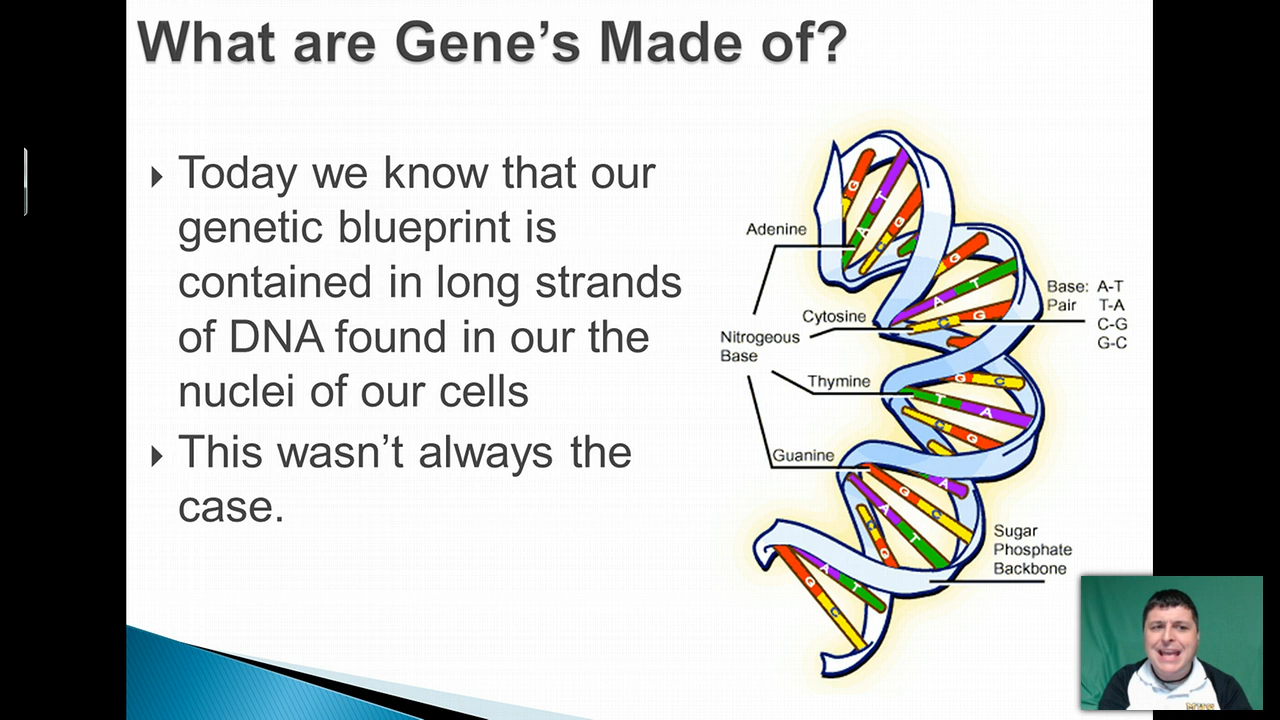 What are Gene's Made of?
Today we know that our
genetic blueprint is
contained in long strands
of DNA found in our the
nuclei of our cells
This wasn't always the
case.
Adenine
Cytosine
Nitrogeous
Base
Thymine
Guanine
Base: A-T
Pair T-A
C-G
G-C
Sugar
Phosphate
Backbone
G
T
A
G
C
G
T
A
G
C
G C
T A
C
G
A
G
A
C
C
T
G
A
T
G
C